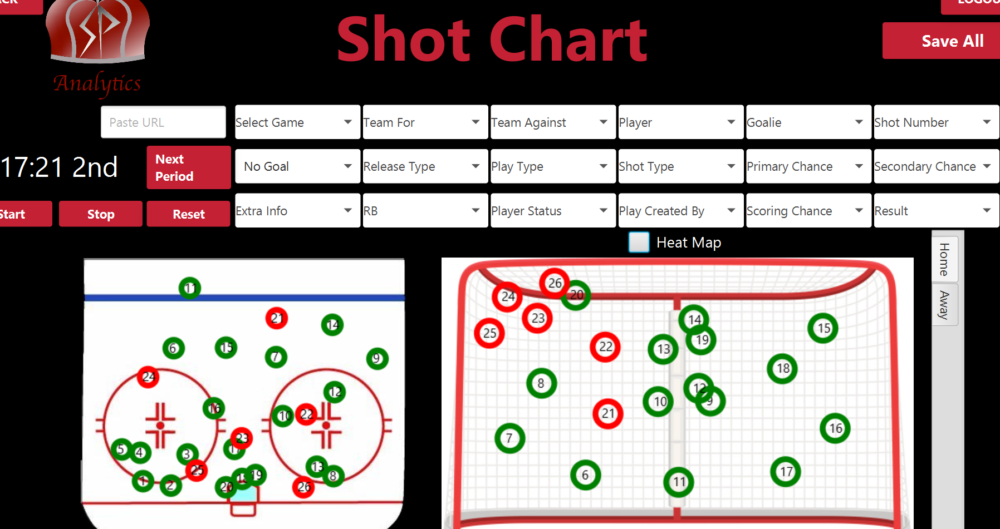 Shot Chart
Save All
Analytics
Paste URL
Select Game
Team For
Team Against
Player
Goalie
Shot Number
17:21 2nd
Next
Period
No Goal
Release Type
Play Type
Shot Type
Primary Chance
Secondary Chance
Start
Stop
Reset
Extra Info
RB
Player Status
Play Created By
Scoring Chance
Result
Heat Map
Home
Away
11
21
14
6
15
7
9
24
12
16
10
22
23
5
4
3
17
25
13
1
2
20
18
19
8
26
26
24
20
23
25
14
15
19
22
13
18
8
12
10
9
21
7
16
6
11
17